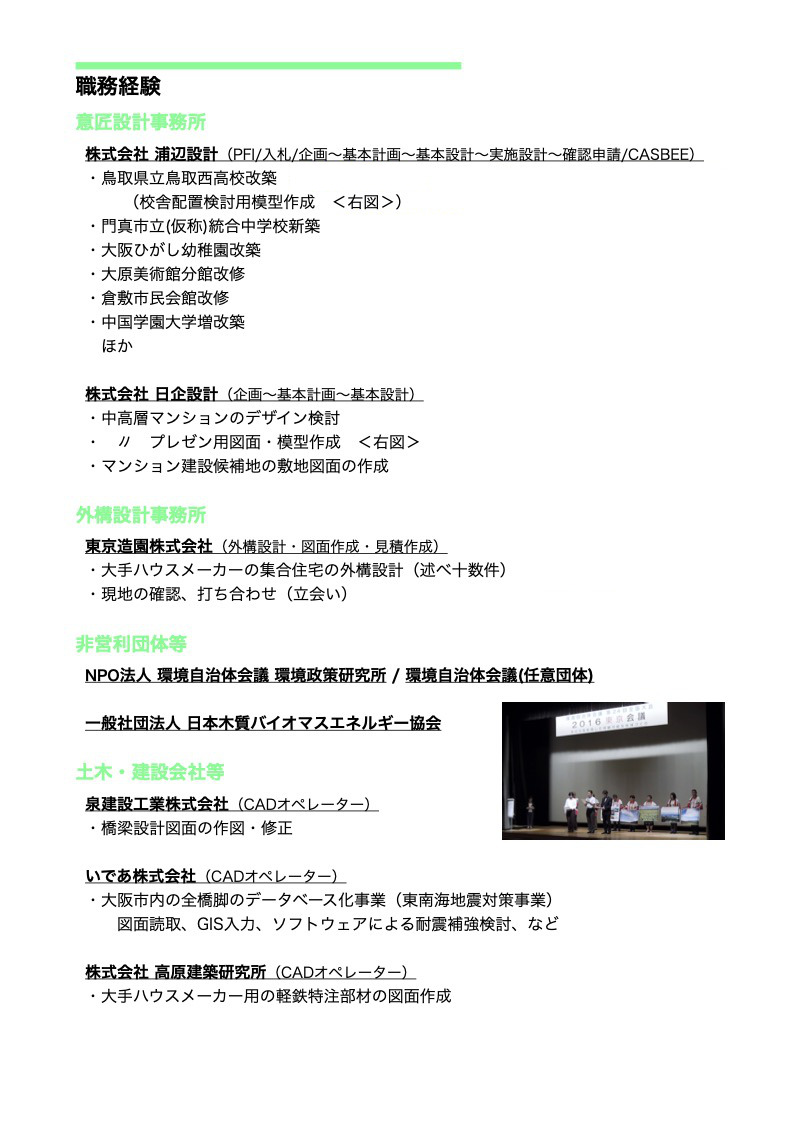 職務経験
意匠設計事務所
株式会社 浦辺設計（PFI/入札/企画〜基本計画〜基本設計〜実施設計〜確認申請/CASBEE）
・鳥取県立鳥取西高校改築
（校舎配置検討用模型作成　＜右図＞）
・門真市立(仮称)統合中学校新築
・大阪ひがし幼稚園改築
・大原美術館分館改修
・倉敷市民会館改修
・中国学園大学増改築
ほか
株式会社 日企設計（企画〜基本計画〜基本設計）
・中高層マンションのデザイン検討
・　〃　プレゼン用図面・模型作成　＜右図＞
・マンション建設候補地の敷地図面の作成
外構設計事務所
東京造園株式会社（外構設計・図面作成・見積作成）
・大手ハウスメーカーの集合住宅の外構設計（述べ十数件）
・現地の確認、打ち合わせ（立会い）
非営利団体等
NPO法人 環境自治体会議 環境政策研究所 / 環境自治体会議(任意団体)
一般社団法人 日本木質バイオマスエネルギー協会
2016 東京会議
土木・建設会社等
泉建設工業株式会社（CADオペレーター）
・橋梁設計図面の作図・修正
いであ株式会社（CADオペレーター）
・大阪市内の全橋脚のデータベース化事業（東南海地震対策事業）
図面読取、GIS入力、ソフトウェアによる耐震補強検討、など
株式会社 高原建築研究所（CADオペレーター）
・大手ハウスメーカー用の軽鉄特注部材の図面作成